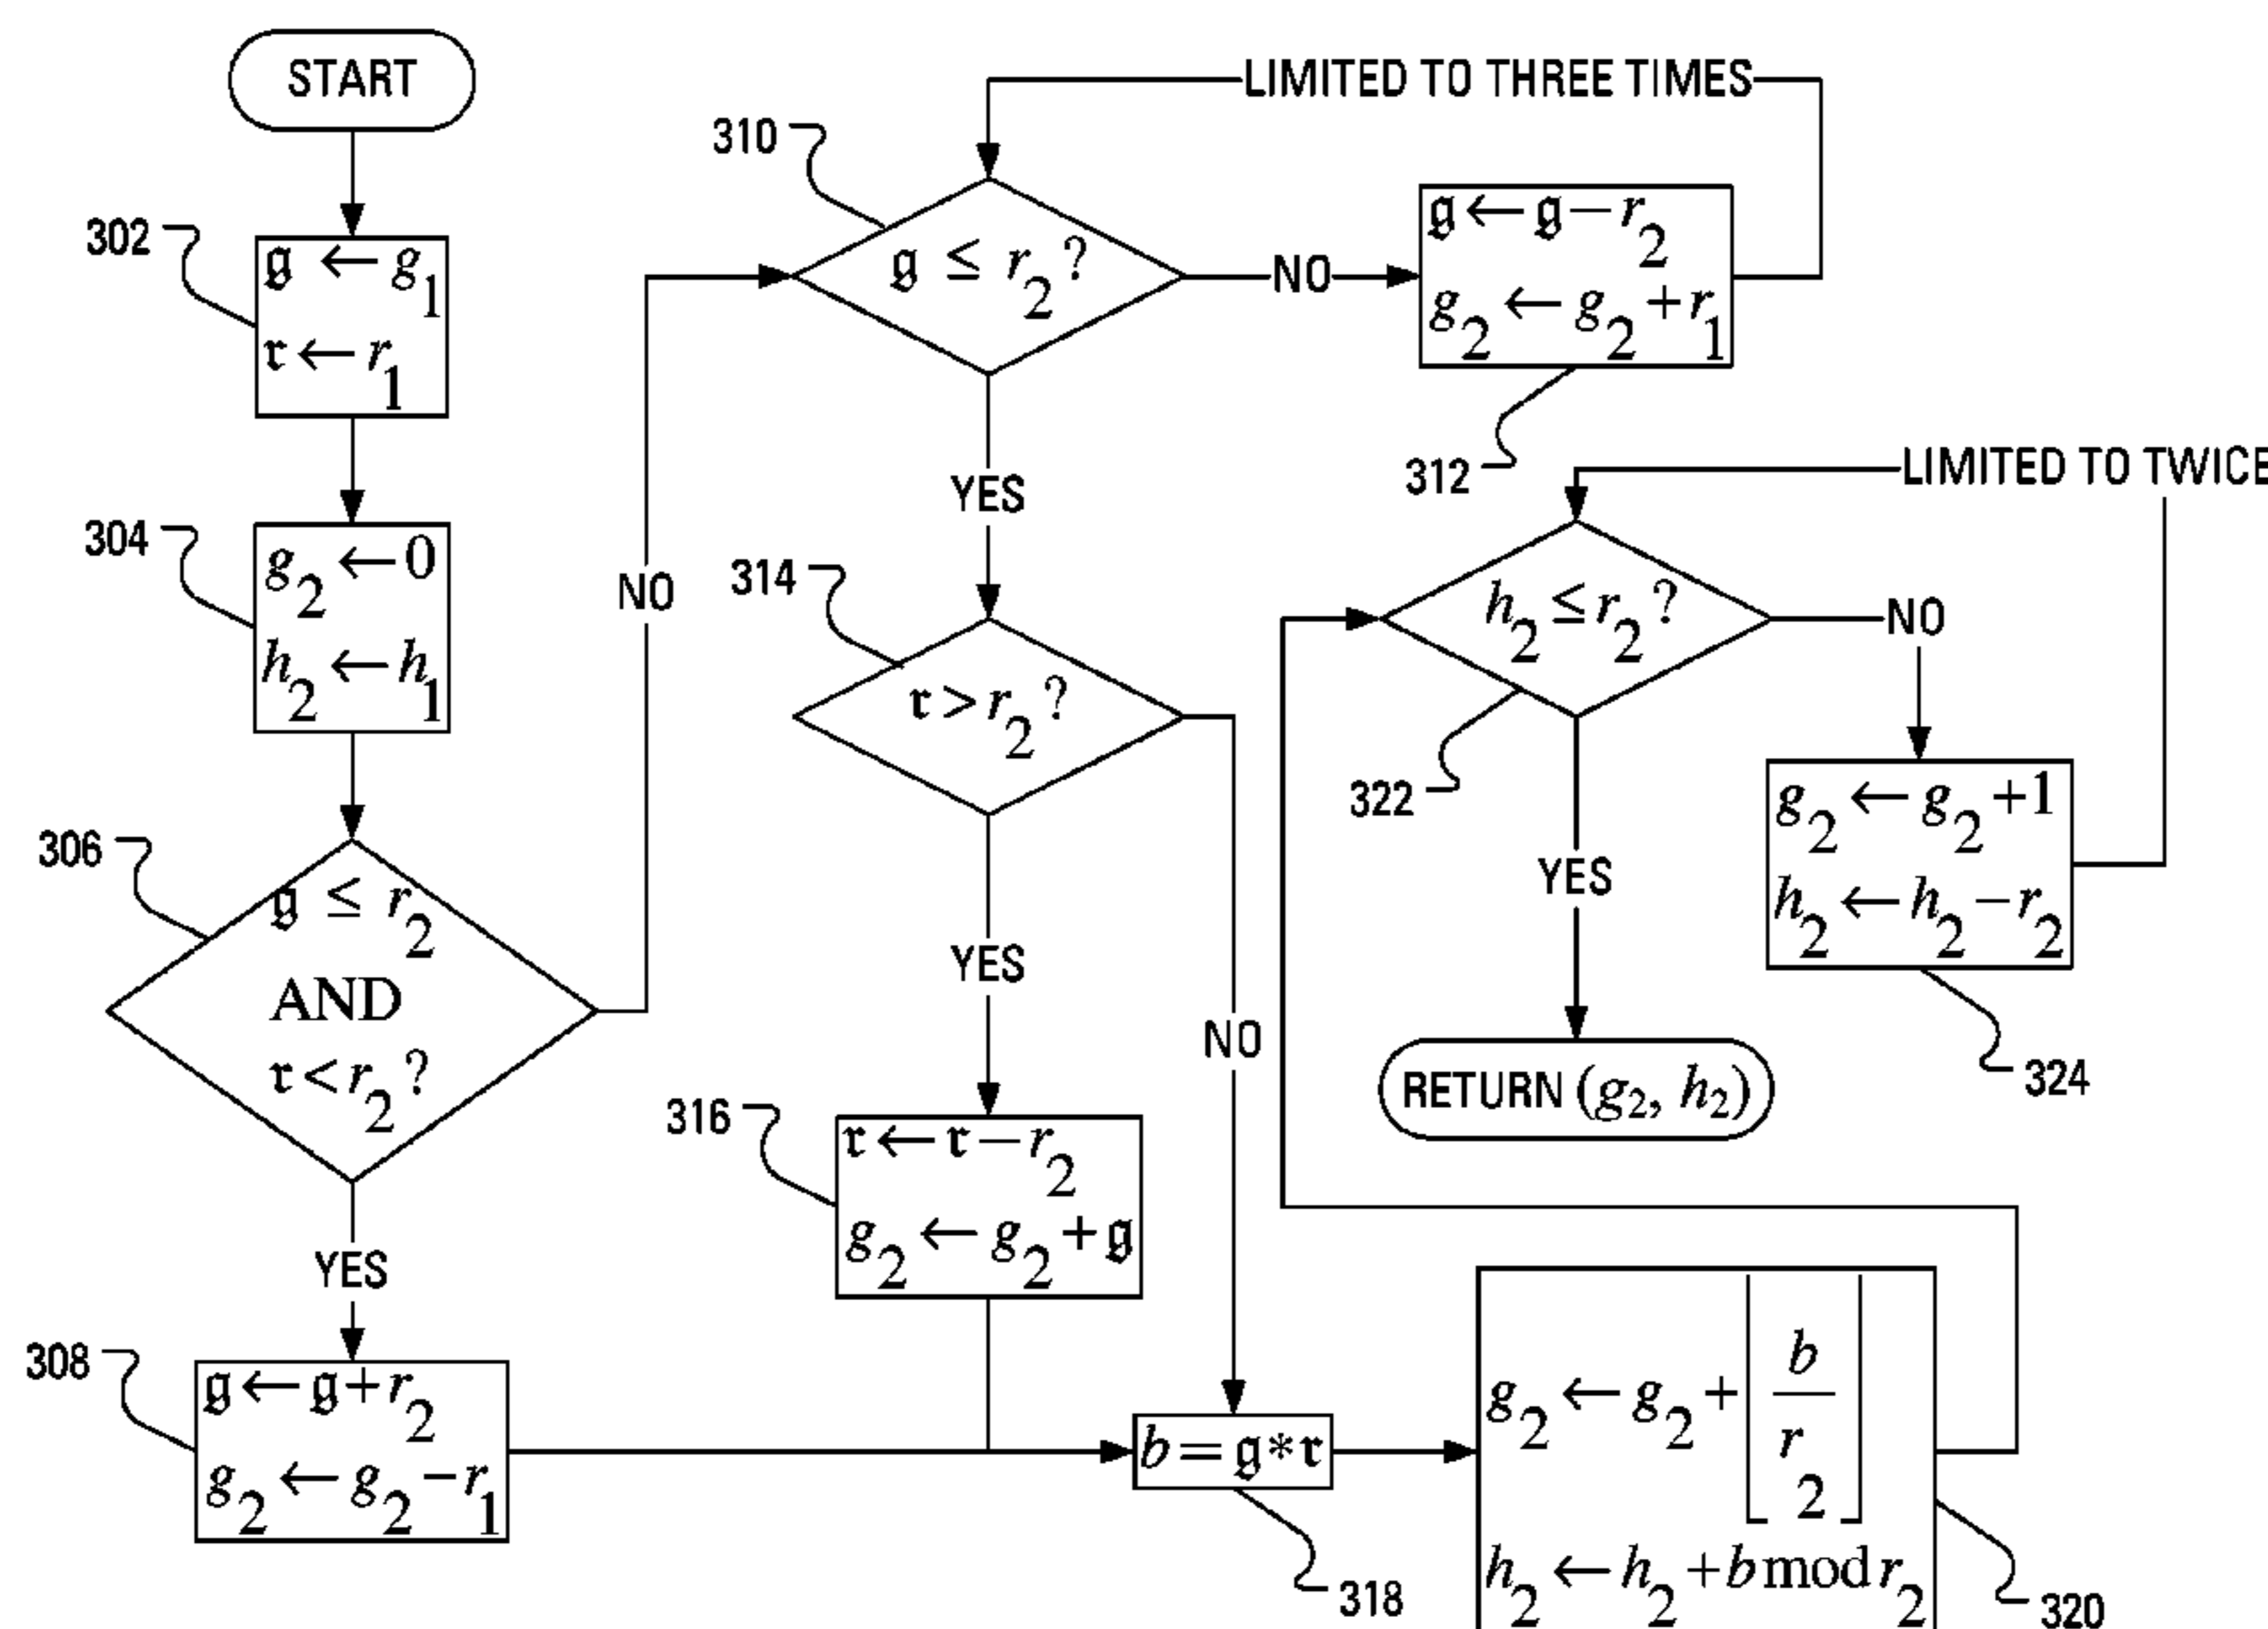 START
302
𝔤 ← g₁
𝔯 ← r₁
304
g₂ ← 0
h₂ ← h₁
306
𝔤 ≤ r₂
AND
𝔯 < r₂ ?
NO
YES
308
𝔤 ← 𝔤 + r₂
g₂ ← g₂ − r₁
LIMITED TO THREE TIMES
310
𝔤 ≤ r₂ ?
NO
𝔤 ← 𝔤 − r₂
g₂ ← g₂ + r₁
312
YES
314
𝔯 > r₂ ?
YES
NO
316
𝔯 ← 𝔯 − r₂
g₂ ← g₂ + 𝔤
b = 𝔤 * 𝔯
318
g₂ ← g₂ + ⌊b / r₂⌋
h₂ ← h₂ + b mod r₂
320
LIMITED TO TWICE
h₂ ≤ r₂ ?
322
NO
g₂ ← g₂ + 1
h₂ ← h₂ − r₂
324
YES
RETURN (g₂, h₂)